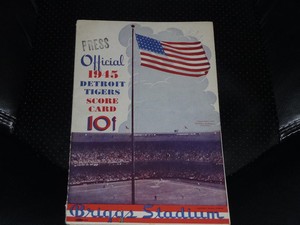 PRESS
Official
1945
DETROIT
TIGERS
SCORE
CARD
10¢
Briggs Stadium